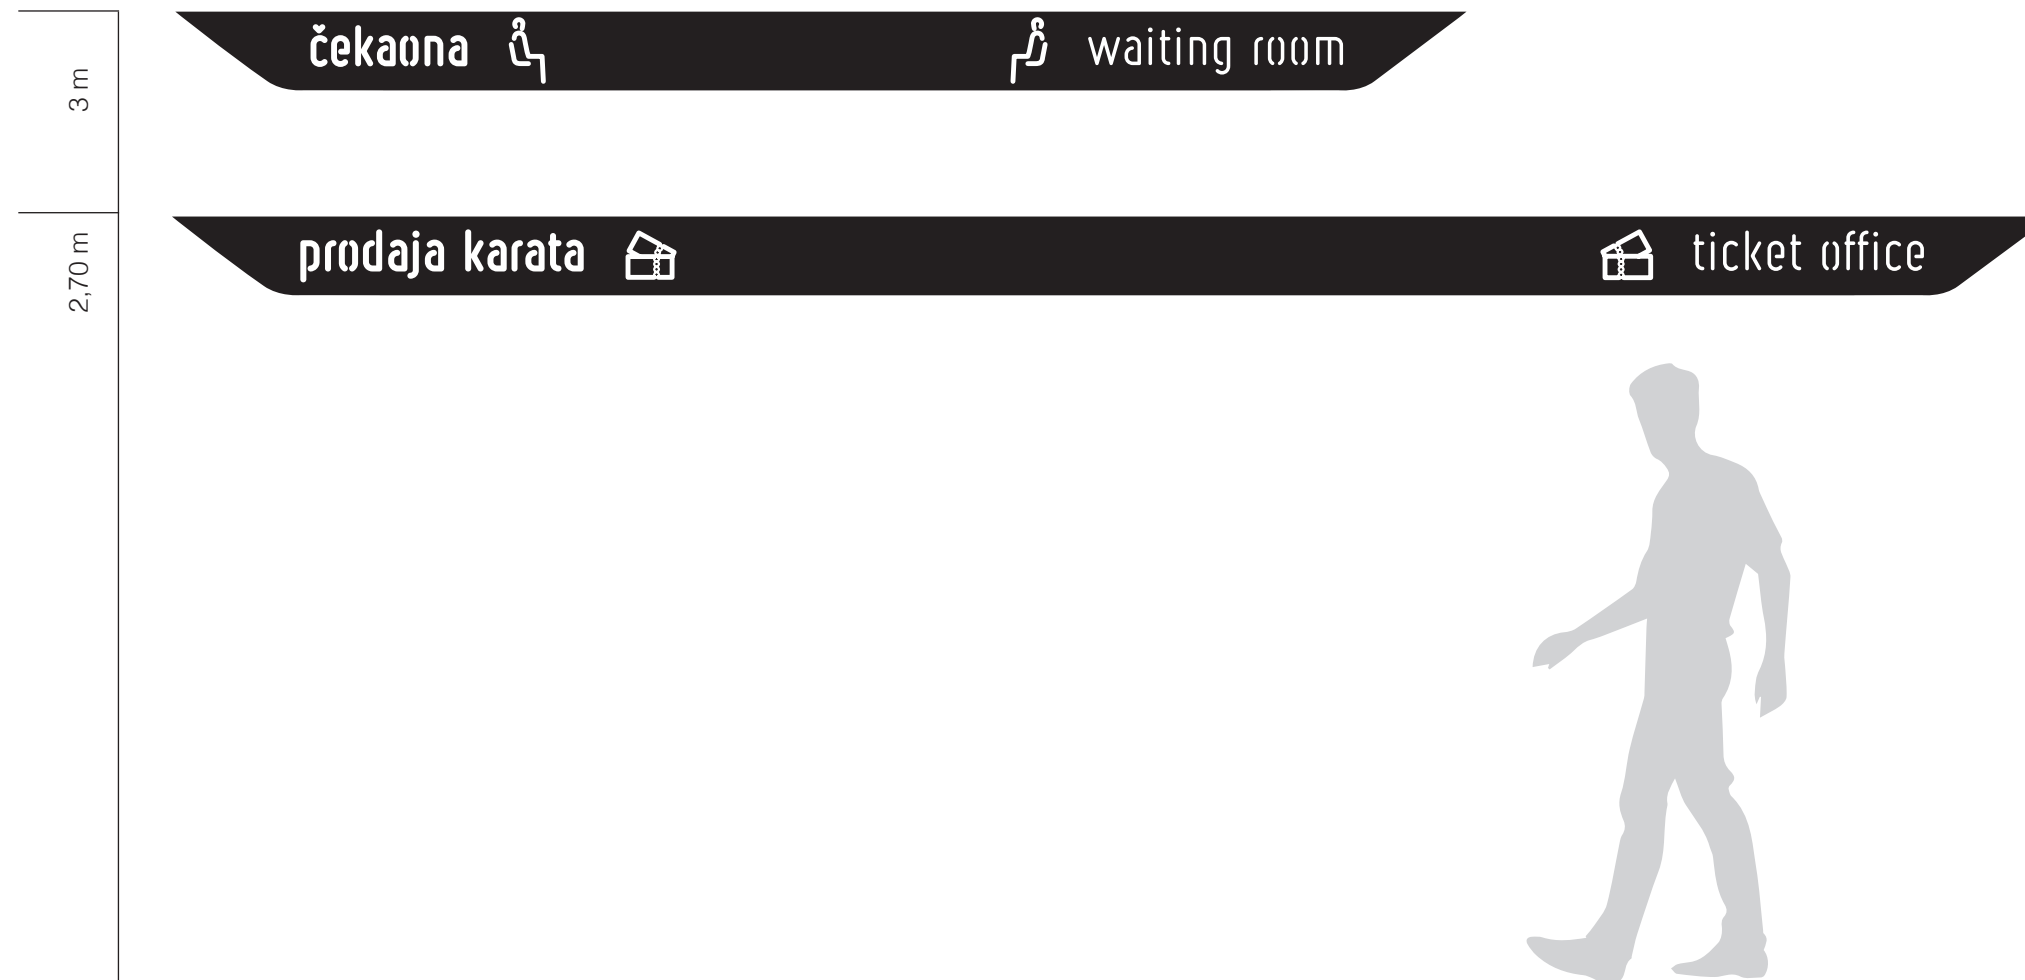 3 m
čekaona waiting room
2,70 m
prodaja karata ticket office